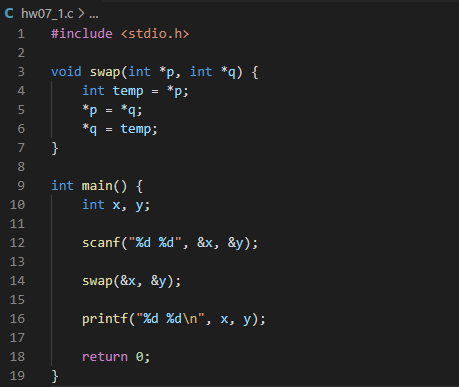 C hw07_1.c > ...
1 #include <stdio.h>
2
3 void swap(int *p, int *q) {
4     int temp = *p;
5     *p = *q;
6     *q = temp;
7 }
8
9 int main() {
10     int x, y;
11
12     scanf("%d %d", &x, &y);
13
14     swap(&x, &y);
15
16     printf("%d %d\n", x, y);
17
18     return 0;
19 }